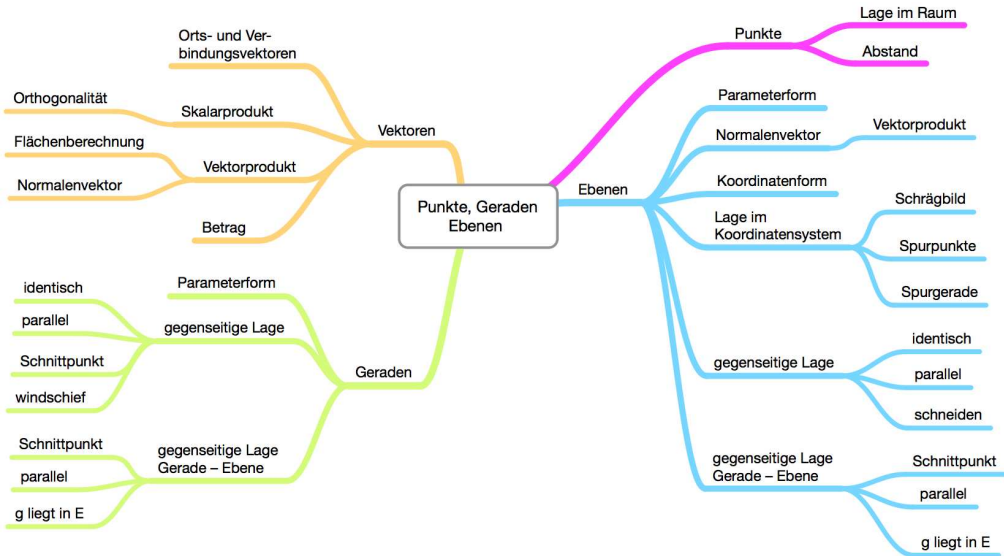 Punkte, Geraden
Ebenen
Vektoren
Orts- und Ver-
bindungsvektoren
Skalarprodukt
Orthogonalität
Vektorprodukt
Flächenberechnung
Normalenvektor
Betrag
Geraden
Parameterform
gegenseitige Lage
identisch
parallel
Schnittpunkt
windschief
gegenseitige Lage
Gerade – Ebene
Schnittpunkt
parallel
g liegt in E
Punkte
Lage im Raum
Abstand
Ebenen
Parameterform
Normalenvektor
Vektorprodukt
Koordinatenform
Lage im
Koordinatensystem
Schrägbild
Spurpunkte
Spurgerade
gegenseitige Lage
identisch
parallel
schneiden
gegenseitige Lage
Gerade – Ebene
Schnittpunkt
parallel
g liegt in E